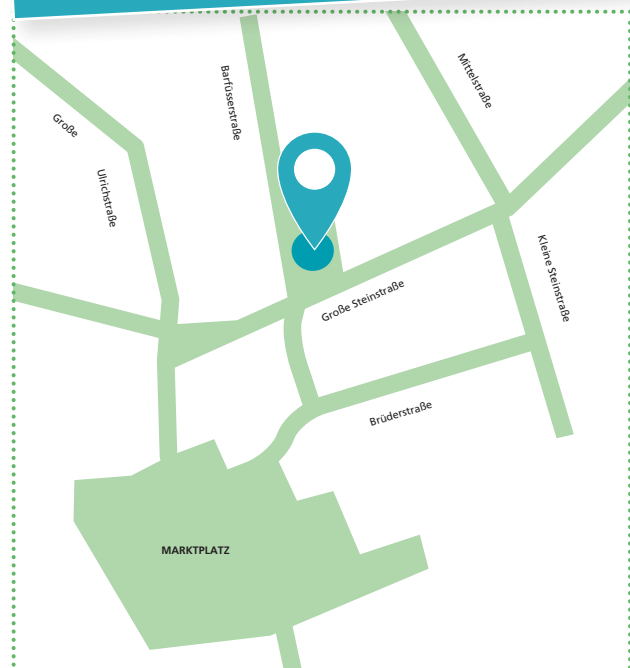 Mittelstraße
Barfüsserstraße
Große
Ulrichstraße
Kleine Steinstraße
Große Steinstraße
Brüderstraße
MARKTPLATZ